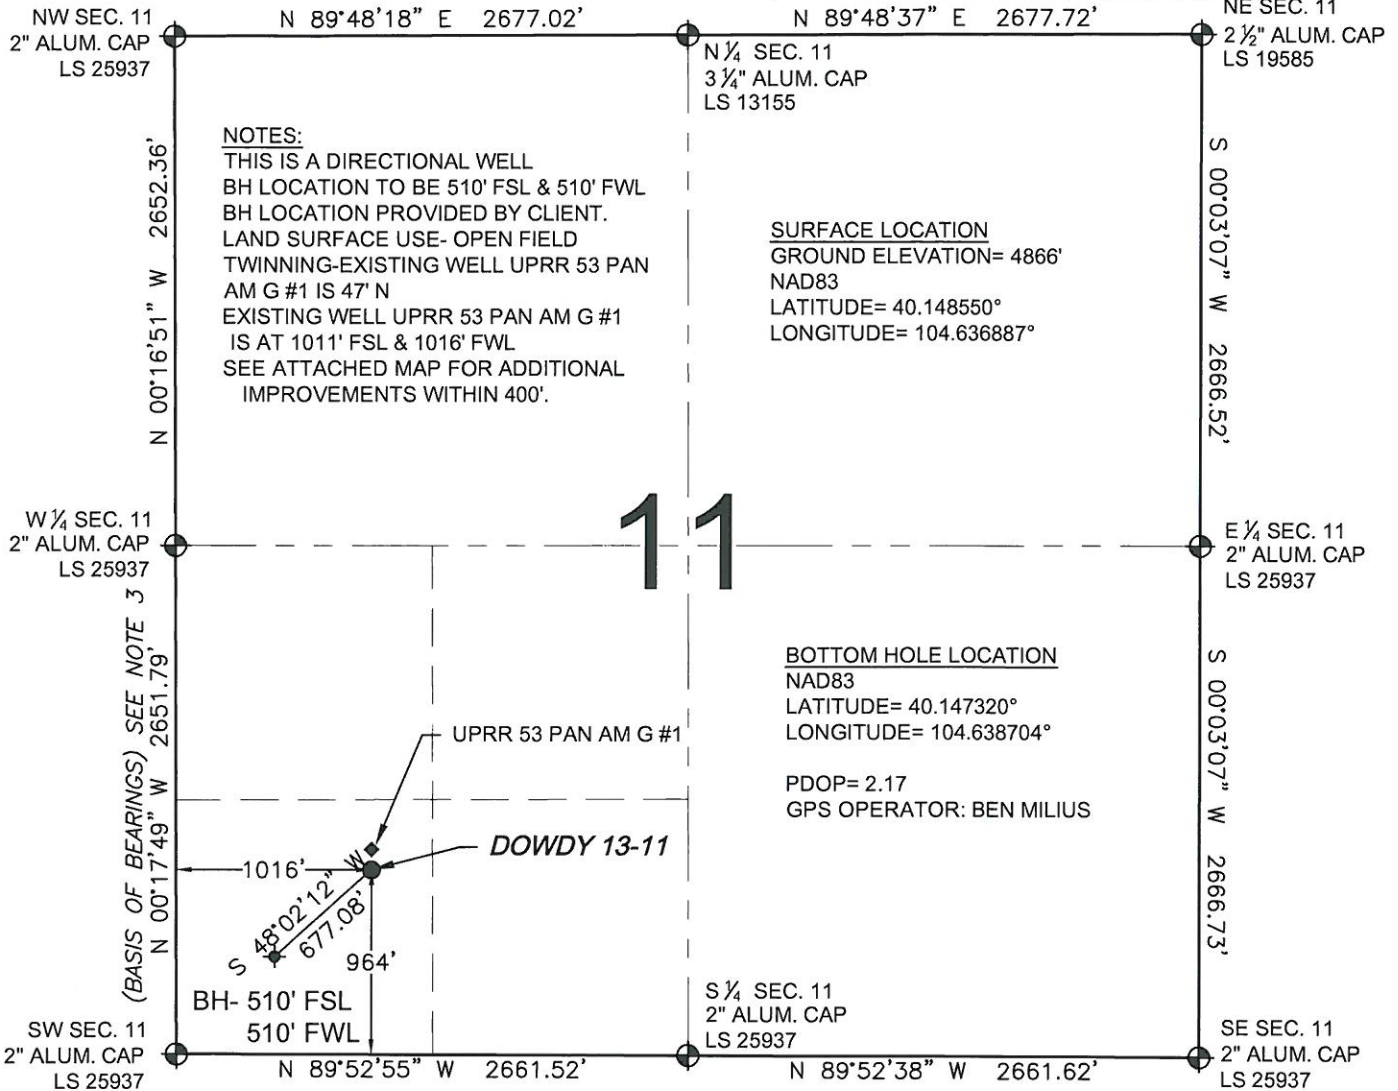 NW SEC. 11
2" ALUM. CAP
LS 25937
N 89°48'18" E 2677.02'
N 89°48'37" E 2677.72'
NE SEC. 11
2 ½" ALUM. CAP
LS 19585
N ¼ SEC. 11
3 ¼" ALUM. CAP
LS 13155
NOTES:
THIS IS A DIRECTIONAL WELL
BH LOCATION TO BE 510' FSL & 510' FWL
BH LOCATION PROVIDED BY CLIENT.
LAND SURFACE USE- OPEN FIELD
TWINNING-EXISTING WELL UPRR 53 PAN
AM G #1 IS 47' N
EXISTING WELL UPRR 53 PAN AM G #1
IS AT 1011' FSL & 1016' FWL
SEE ATTACHED MAP FOR ADDITIONAL
IMPROVEMENTS WITHIN 400'.
SURFACE LOCATION
GROUND ELEVATION= 4866'
NAD83
LATITUDE= 40.148550°
LONGITUDE= 104.636887°
N 00°16'51" W 2652.36'
S 00°03'07" W 2666.52'
W ¼ SEC. 11
2" ALUM. CAP
LS 25937
11
E ¼ SEC. 11
2" ALUM. CAP
LS 25937
(BASIS OF BEARINGS) SEE NOTE 3
N 00°17'49" W 2651.79'
BOTTOM HOLE LOCATION
NAD83
LATITUDE= 40.147320°
LONGITUDE= 104.638704°
PDOP= 2.17
GPS OPERATOR: BEN MILIUS
S 00°03'07" W 2666.73'
UPRR 53 PAN AM G #1
DOWDY 13-11
1016'
S 48°02'12" W
677.08'
964'
BH- 510' FSL
510' FWL
SW SEC. 11
2" ALUM. CAP
LS 25937
N 89°52'55" W 2661.52'
S ¼ SEC. 11
2" ALUM. CAP
LS 25937
N 89°52'38" W 2661.62'
SE SEC. 11
2" ALUM. CAP
LS 25937